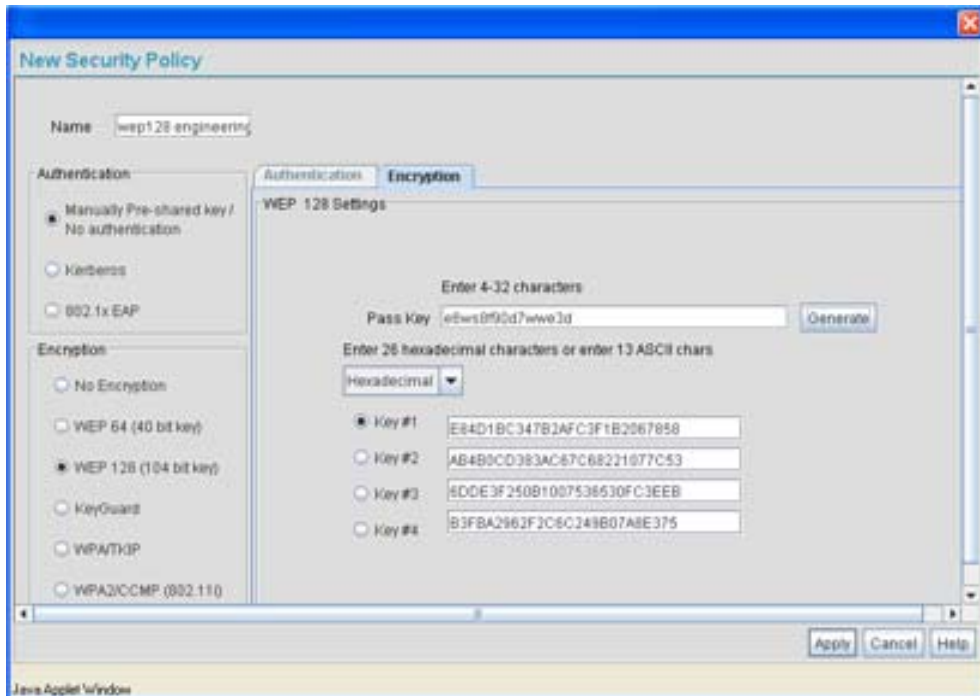 New Security Policy
Name wep128 engineering
Authentication
Manually Pre-shared key /
No authentication
Kerberos
802.1x EAP
Encryption
No Encryption
WEP 64 (40 bit key)
WEP 128 (104 bit key)
KeyGuard
WPA/TKIP
WPA2/CCMP (802.11i)
Authentication Encryption
WEP 128 Settings
Enter 4-32 characters
Pass Key Generate
Enter 26 hexadecimal characters or enter 13 ASCII chars
Hexadecimal
Key #1 E84D1BC347B2AFC3F1B2067858
Key #2 AB4B0CD383AC67C68221077C53
Key #3 6DDE3F250B1007536530FC3EEB
Key #4 B3FBA2962F2C6C249B07A8E375
Apply Cancel Help
Java Applet Window